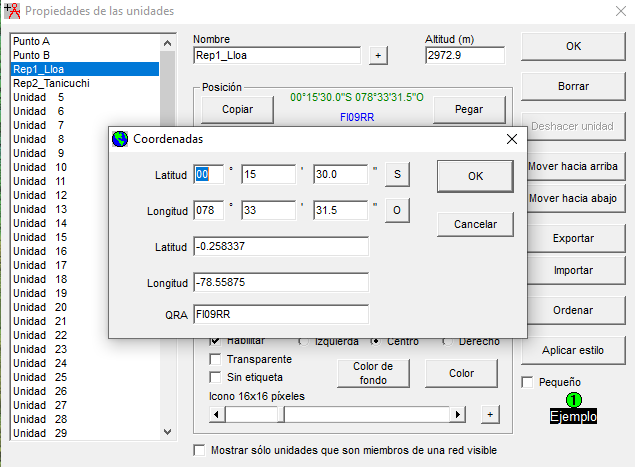 Propiedades de las unidades
Punto A
Punto B
Rep1_Lloa
Rep2_Tanicuchi
Unidad 5
Unidad 6
Unidad 7
Unidad 8
Unidad 9
Unidad 10
Unidad 11
Unidad 12
Unidad 13
Unidad 14
Unidad 15
Unidad 16
Unidad 17
Unidad 18
Unidad 19
Unidad 20
Unidad 21
Unidad 22
Unidad 23
Unidad 24
Unidad 25
Unidad 26
Unidad 27
Unidad 28
Unidad 29
Nombre
Rep1_Lloa
+
Altitud (m)
2972.9
Posición
Copiar
00°15'30.0"S 078°33'31.5"O
FI09RR
Pegar
Coordenadas
Latitud 00 ° 15 ' 30.0 " S
Longitud 078 ° 33 ' 31.5 " O
Latitud -0.258337
Longitud -78.55875
QRA FI09RR
OK
Cancelar
Habilitar Izquierda Centro Derecho
Transparente
Sin etiqueta
Color de fondo
Color
Icono 16x16 píxeles
+
Mostrar sólo unidades que son miembros de una red visible
OK
Borrar
Deshacer unidad
Mover hacia arriba
Mover hacia abajo
Exportar
Importar
Ordenar
Aplicar estilo
Pequeño
1
Ejemplo